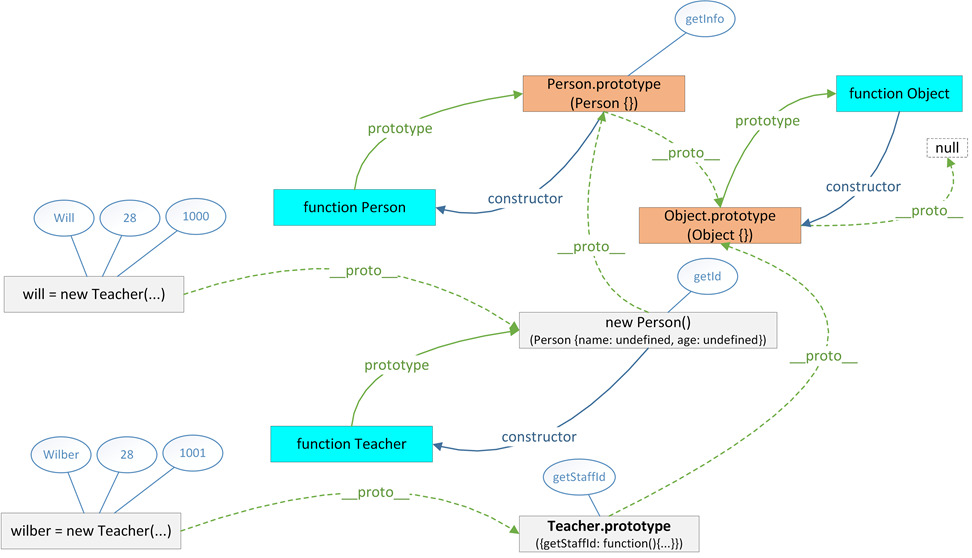 getInfo
Person.prototype
(Person {})
function Object
prototype
prototype
null
__proto__
constructor
constructor
function Person
__proto__
Will
28
1000
Object.prototype
(Object {})
__proto__
__proto__
getId
will = new Teacher(...)
new Person()
(Person {name: undefined, age: undefined})
__proto__
prototype
function Teacher
constructor
Wilber
28
1001
getStaffId
__proto__
wilber = new Teacher(...)
Teacher.prototype
({getStaffId: function(){...}})